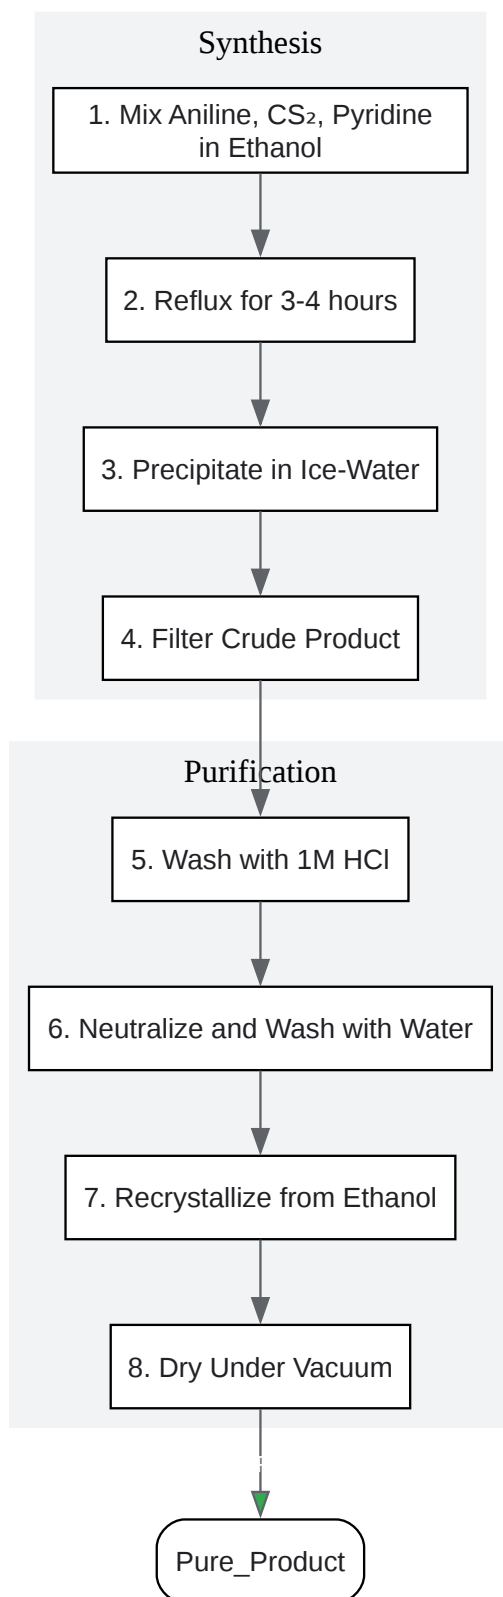 Synthesis
1. Mix Aniline, CS₂, Pyridine
in Ethanol
2. Reflux for 3-4 hours
3. Precipitate in Ice-Water
4. Filter Crude Product
Purification
5. Wash with 1M HCl
6. Neutralize and Wash with Water
7. Recrystallize from Ethanol
8. Dry Under Vacuum
Pure_Product